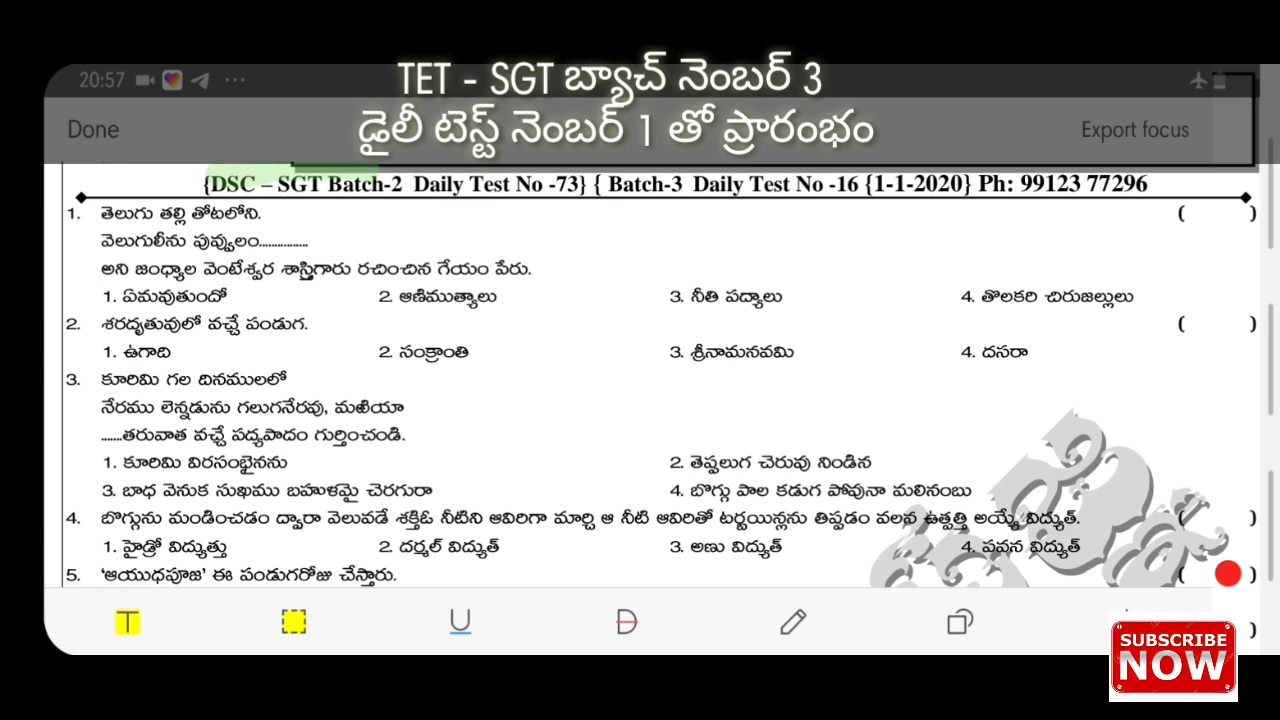 TET - SGT బ్యాచ్ నెంబర్ 3
డైలీ టెస్ట్ నెంబర్ 1 తో ప్రారంభం
20:57 ...
Done Export focus
{DSC – SGT Batch-2 Daily Test No -73} { Batch-3 Daily Test No -16 {1-1-2020} Ph: 99123 77296
1. తెలుగు తల్లి తోటలోని. ( )
వెలుగులీను పువ్వులం...............
అని జంధ్యాల వెంటేశ్వర శాస్త్రిగారు రచించిన గేయం పేరు.
1. ఏమవుతుందో 2. ఆణిముత్యాలు 3. నీతి పద్యాలు 4. తొలకరి చిరుజల్లులు
2. శరదృతువులో వచ్చే పండుగ. ( )
1. ఉగాది 2. సంక్రాంతి 3. శ్రీనామనవమి 4. దసరా
3. కూరిమి గల దినములలో
నేరము లెన్నడును గలుగనేరవు, మఱియా
.......తరువాత వచ్చే పద్యపాదం గుర్తించండి.
1. కూరిమి విరసంభైనను 2. తెప్పలుగ చెరువు నిండిన
3. బాధ వెనుక సుఖము బహుళమై చెరగురా 4. బొగ్గు పాల కడుగ పోవునా మలినంబు
4. బొగ్గును మండించడం ద్వారా వెలువడే శక్తిఓ నీటిని ఆవిరిగా మార్చి ఆ నీటి ఆవిరితో టర్బయిన్లను తిప్పడం వలన ఉత్పత్తి అయ్యే విద్యుత్. ( )
1. హైడ్రో విద్యుత్తు 2. దర్మల్ విద్యుత్ 3. అణు విద్యుత్ 4. పవన విద్యుత్
5. ‘ఆయుధపూజ’ ఈ పండుగరోజు చేస్తారు. ( )
)
SUBSCRIBE
NOW